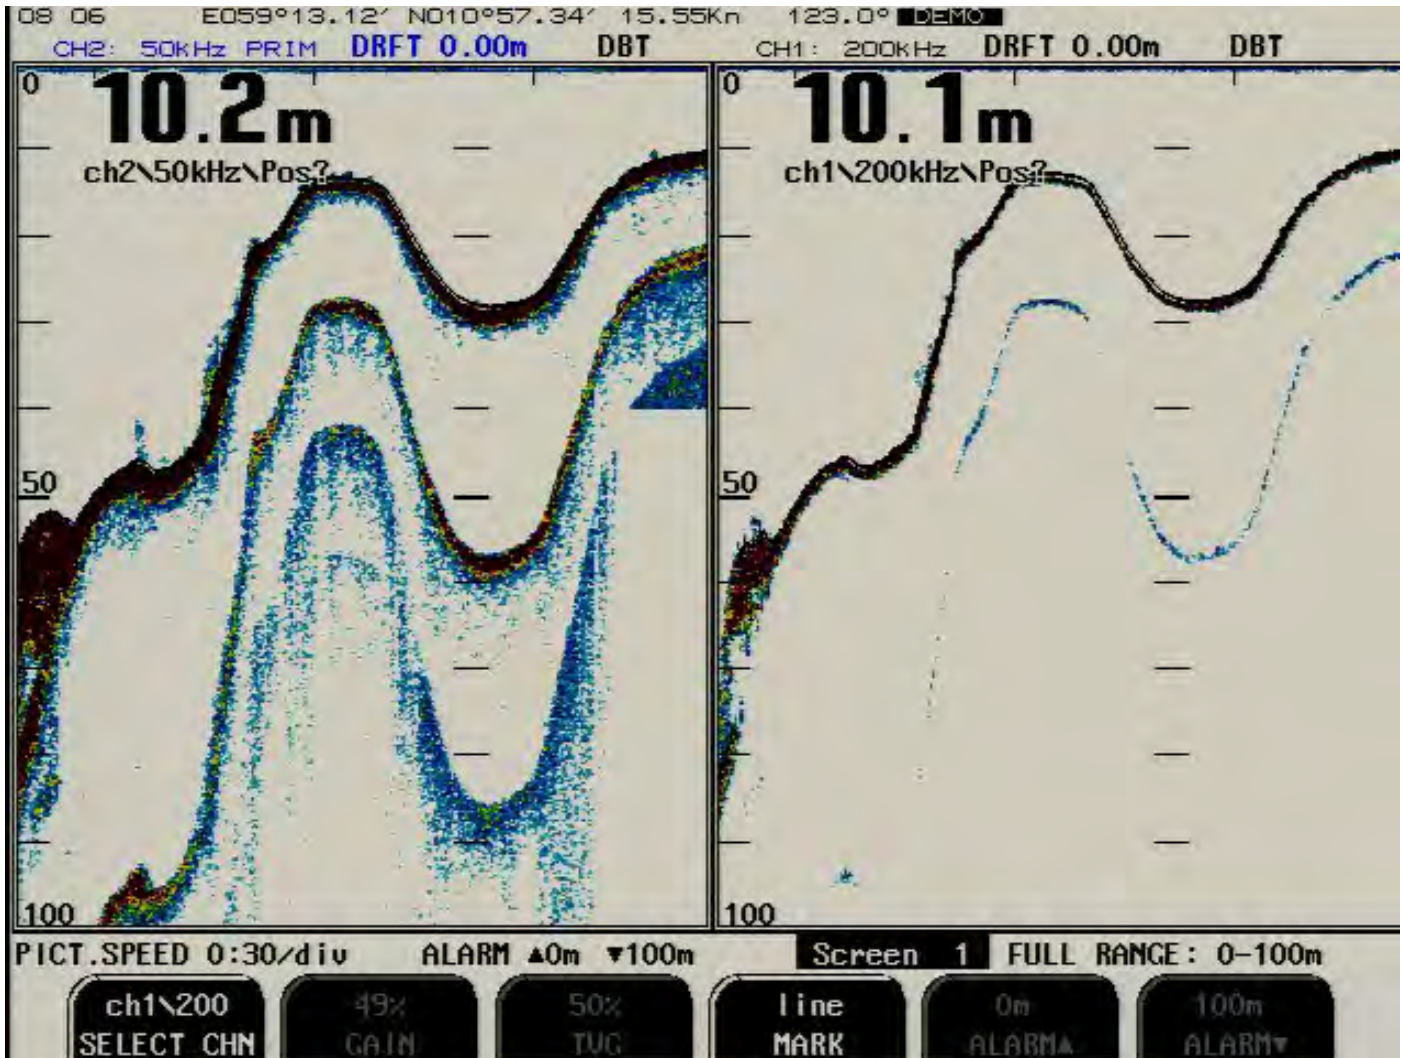 08 06 E059°13.12′ N010°57.34′ 15.55Kn 123.0° DEMO
CH2: 50kHz PRIM DRFT 0.00m DBT CH1: 200kHz DRFT 0.00m DBT
0 10.2m 0 10.1m
ch2\50kHz\Pos? ch1\200kHz\Pos?
50 50
100 100
PICT.SPEED 0:30/div ALARM ▲0m ▼100m Screen 1 FULL RANGE: 0-100m
ch1\200 49% 50% line 0m 100m
SELECT CHN GAIN TVG MARK ALARM▲ ALARM▼